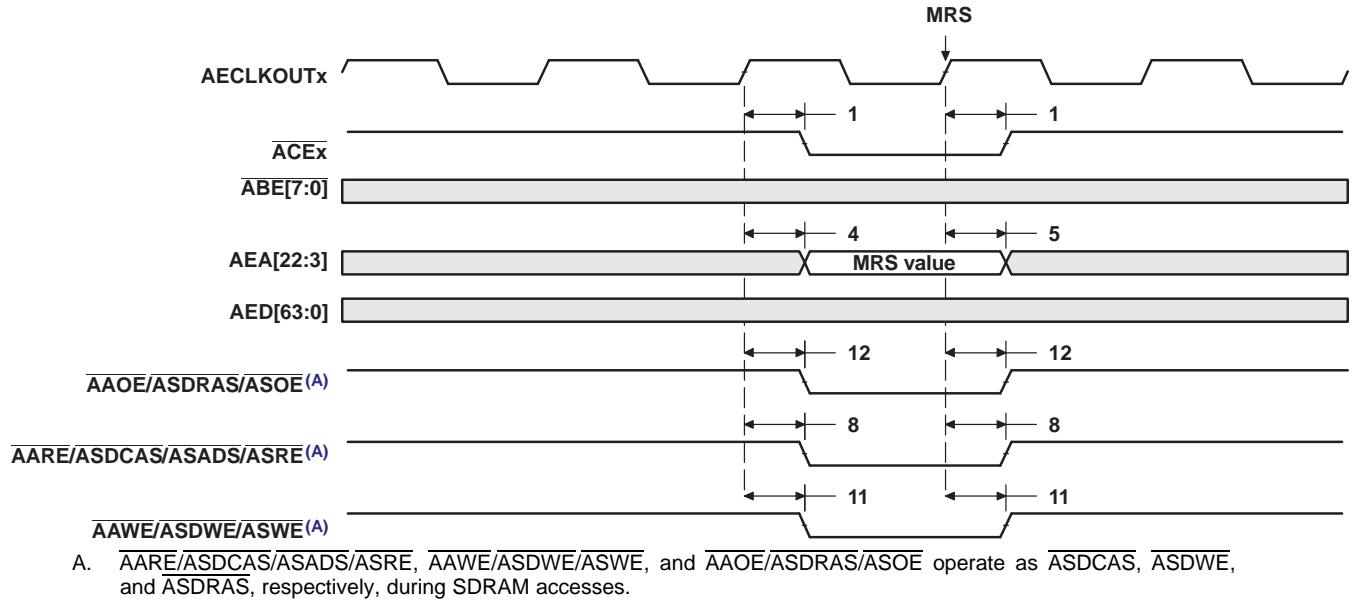 MRS
AECLKOUTx
1 1
ACEx
ABE[7:0]
4 5
AEA[22:3] MRS value
AED[63:0]
12 12
AAOE/ASDRAS/ASOE (A)
8 8
AARE/ASDCAS/ASADS/ASRE (A)
11 11
AAWE/ASDWE/ASWE (A)
A. AARE/ASDCAS/ASADS/ASRE, AAWE/ASDWE/ASWE, and AAOE/ASDRAS/ASOE operate as ASDCAS, ASDWE,
and ASDRAS, respectively, during SDRAM accesses.